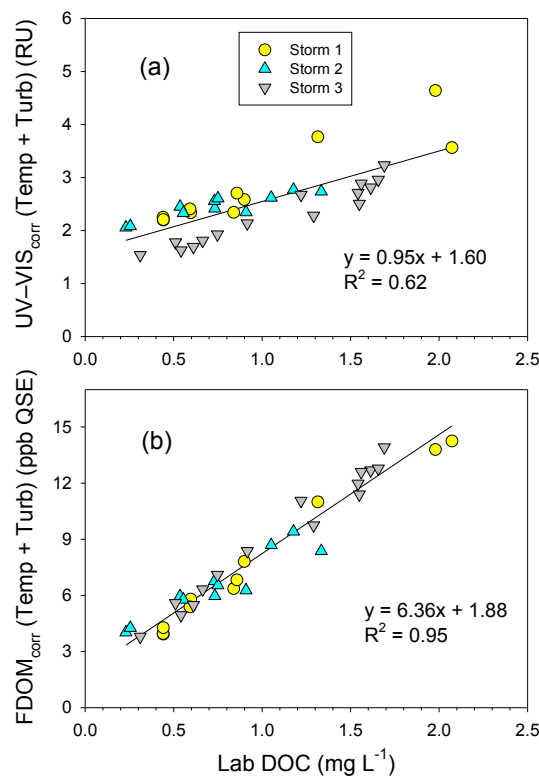 UV–VIS_corr (Temp + Turb) (RU)
6
5
4
3
2
1
0
(a)
Storm 1
Storm 2
Storm 3
y = 0.95x + 1.60
R² = 0.62
0.0 0.5 1.0 1.5 2.0 2.5
FDOM_corr (Temp + Turb) (ppb QSE)
15
12
9
6
3
0
(b)
y = 6.36x + 1.88
R² = 0.95
0.0 0.5 1.0 1.5 2.0 2.5
Lab DOC (mg L⁻¹)